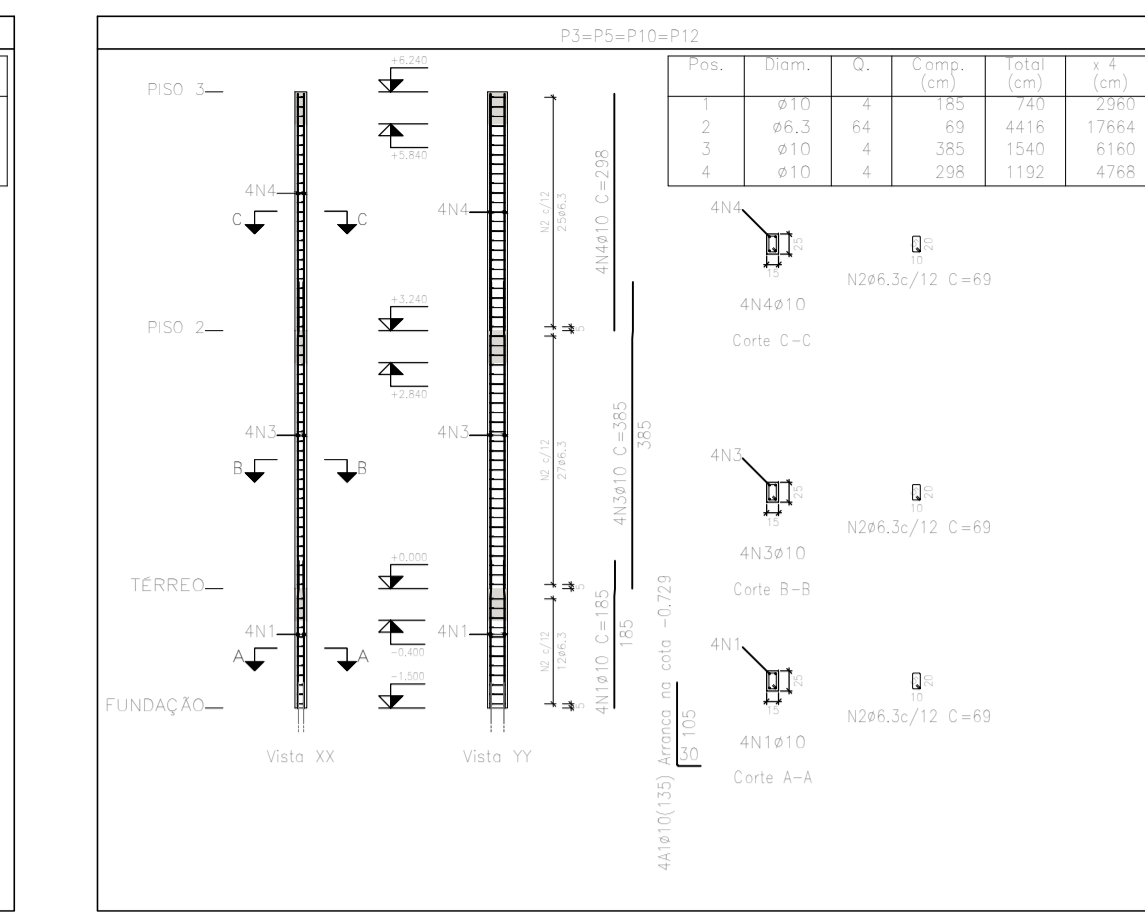 P3=P5=P10=P12
Pos. Diam. Q. Comp. (cm) Total (cm) x 4 (cm)
1 ø10 4 185 740 2960
2 ø6.3 64 69 4416 17664
3 ø10 4 385 1540 6160
4 ø10 4 298 1192 4768
PISO 3
+6.240
+5.840
4N4
4N4
C C
N2 c/12
25ø6.3
4N4ø10 C=298
4N4
25
15
20
10
N2ø6.3c/12 C=69
4N4ø10
Corte C-C
PISO 2
+3.240
5
+2.840
4N3
4N3
B B
N2 c/12
27ø6.3
4N3ø10 C=385
385
4N3
25
15
20
10
N2ø6.3c/12 C=69
4N3ø10
Corte B-B
TÉRREO
+0.000
5
-0.400
4N1
4N1
A A
N2 c/12
12ø6.3
4N1ø10 C=185
185
4N1
25
15
20
10
N2ø6.3c/12 C=69
4N1ø10
Corte A-A
FUNDAÇÃO
-1.500
5
4A1ø10(135) Arranca na cota -0.729
105
30
Vista XX
Vista YY